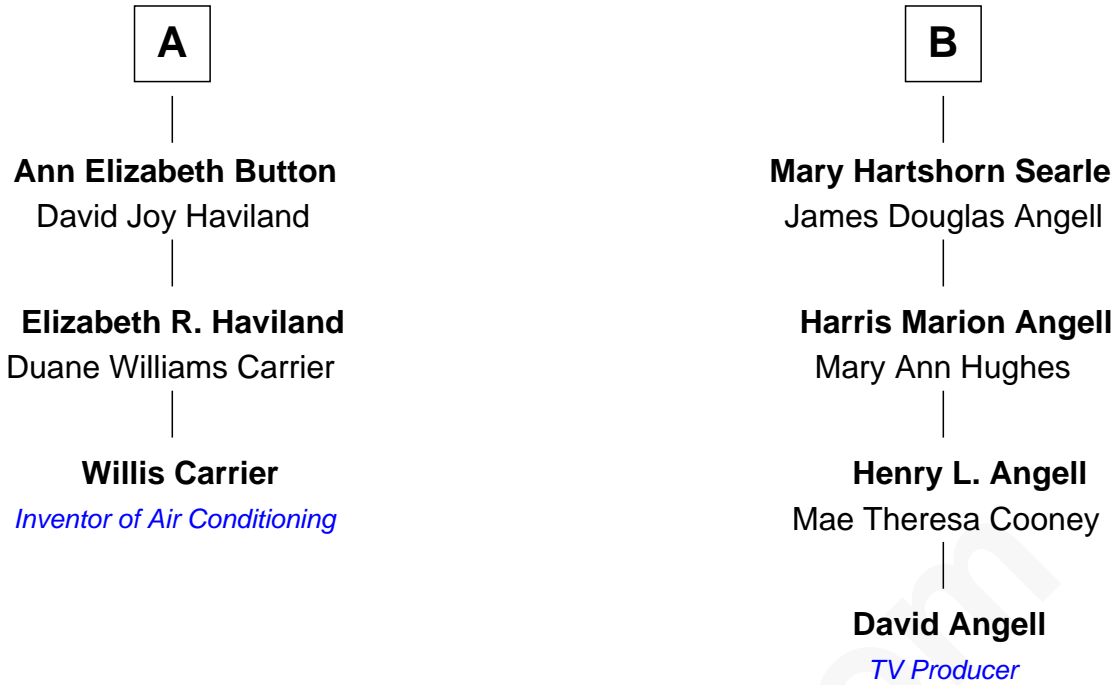 A
Ann Elizabeth Button
David Joy Haviland
Elizabeth R. Haviland
Duane Williams Carrier
Willis Carrier
Inventor of Air Conditioning
B
Mary Hartshorn Searle
James Douglas Angell
Harris Marion Angell
Mary Ann Hughes
Henry L. Angell
Mae Theresa Cooney
David Angell
TV Producer